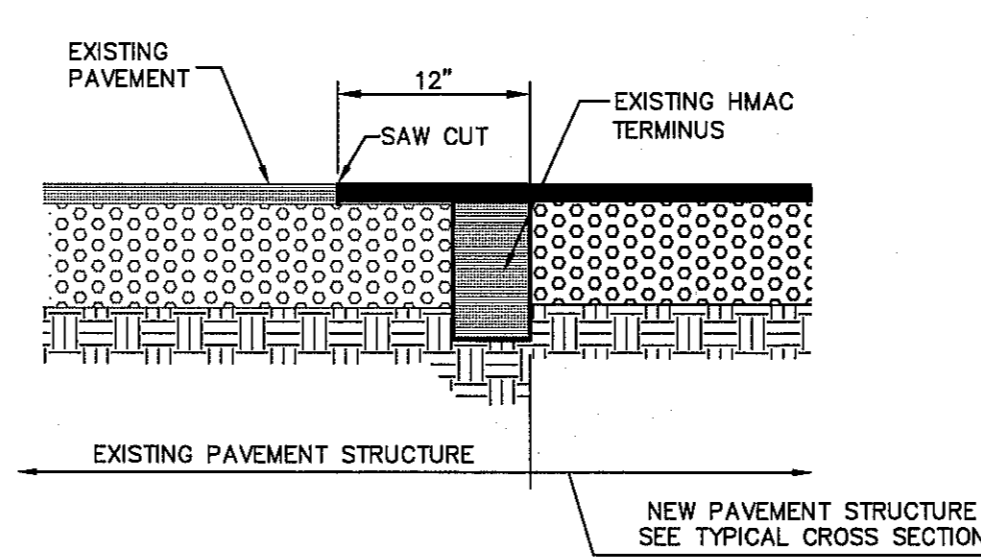 EXISTING
PAVEMENT
12"
SAW CUT
EXISTING HMAC
TERMINUS
EXISTING PAVEMENT STRUCTURE
NEW PAVEMENT STRUCTURE
SEE TYPICAL CROSS SECTION